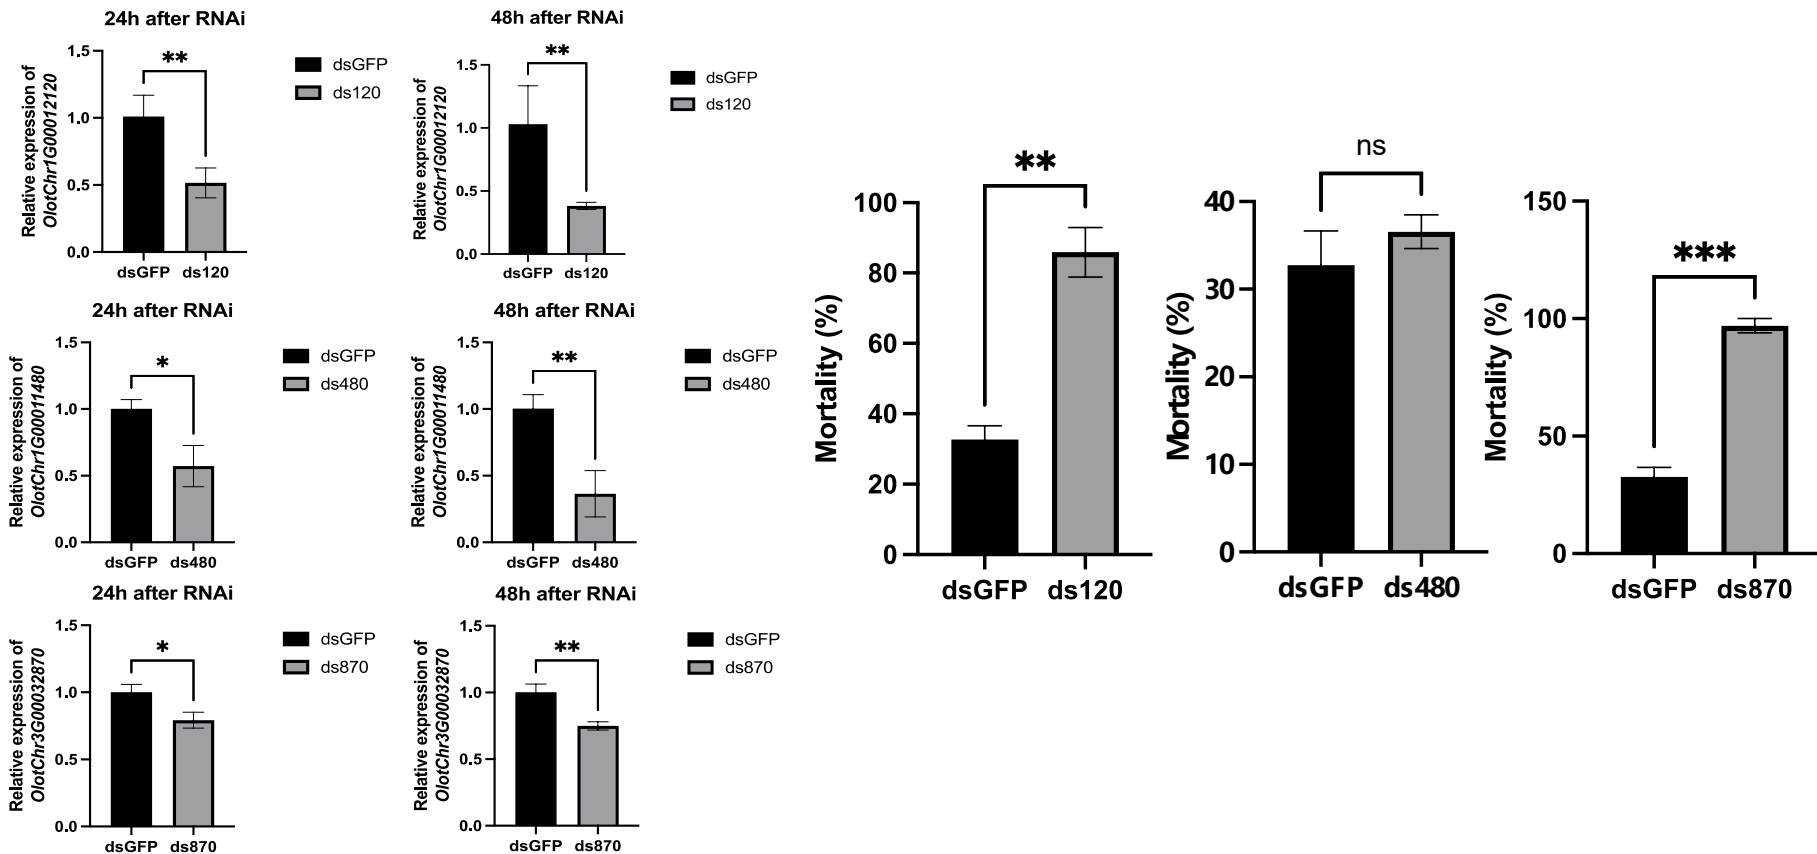 24h after RNAi
Relative expression of
OlotChr1G00012120
1.5
1.0
0.5
0.0
**
dsGFP
ds120
dsGFP ds120
48h after RNAi
Relative expression of
OlotChr1G00012120
1.5
1.0
0.5
0.0
**
dsGFP
ds120
dsGFP ds120
24h after RNAi
Relative expression of
OlotChr1G00011480
1.5
1.0
0.5
0.0
*
dsGFP
ds480
dsGFP ds480
48h after RNAi
Relative expression of
OlotChr1G00011480
1.5
1.0
0.5
0.0
**
dsGFP
ds480
dsGFP ds480
24h after RNAi
Relative expression of
OlotChr3G00032870
1.5
1.0
0.5
0.0
*
dsGFP
ds870
dsGFP ds870
48h after RNAi
Relative expression of
OlotChr3G00032870
1.5
1.0
0.5
0.0
**
dsGFP
ds870
dsGFP ds870
Mortality (%)
100
80
60
40
20
0
**
dsGFP ds120
Mortality (%)
40
30
20
10
0
ns
dsGFP ds480
Mortality (%)
150
100
50
0
***
dsGFP ds870